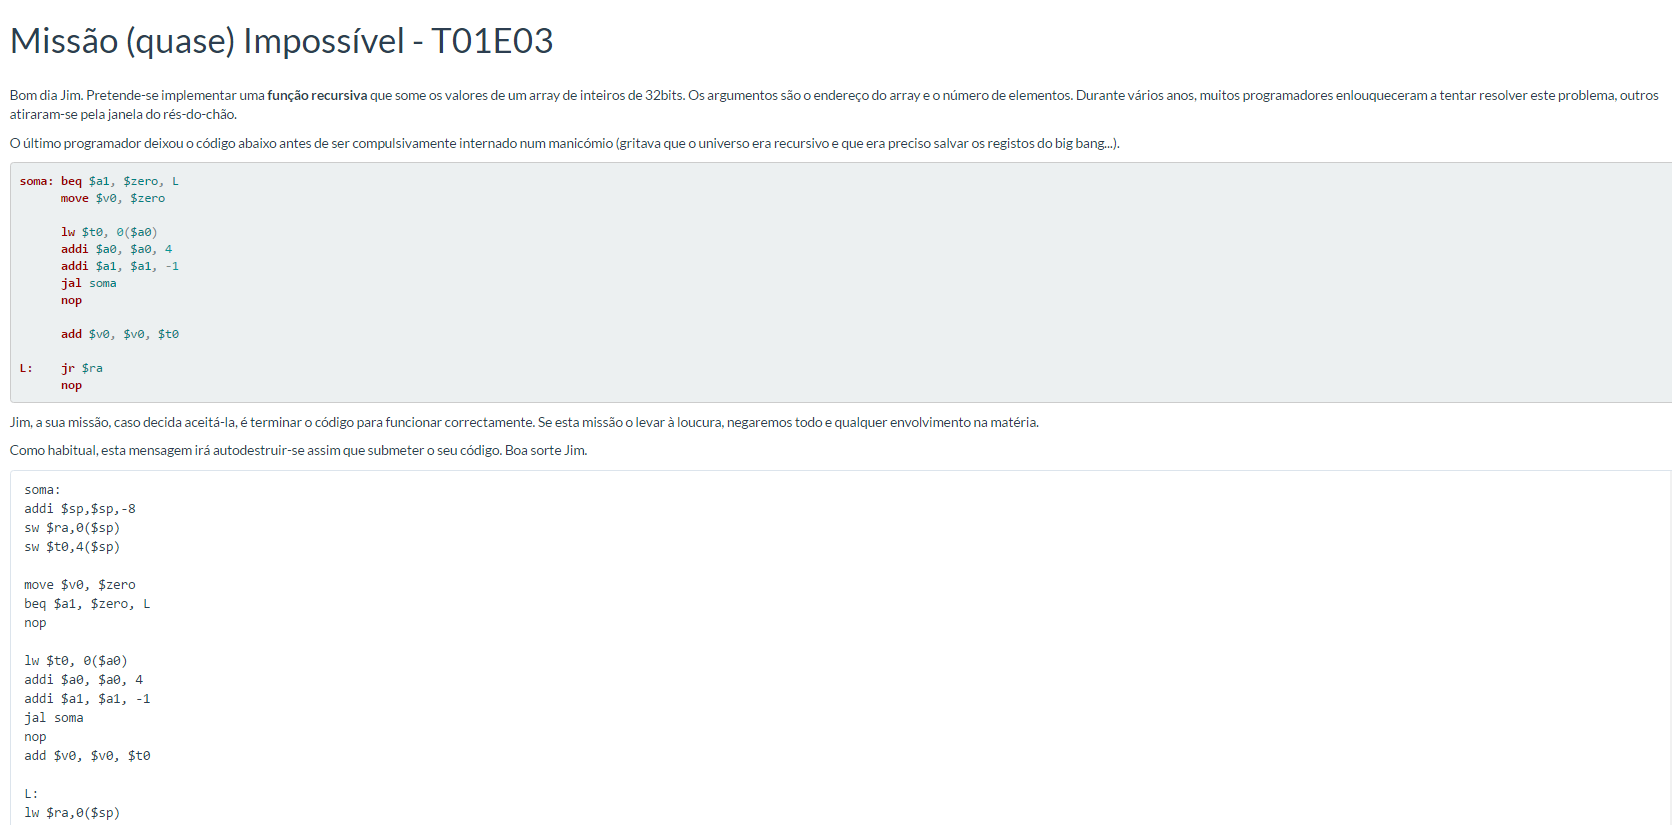 Missão (quase) Impossível - T01E03
Bom dia Jim. Pretende-se implementar uma função recursiva que some os valores de um array de inteiros de 32bits. Os argumentos são o endereço do array e o número de elementos. Durante vários anos, muitos programadores enlouqueceram a tentar resolver este problema, outros
atiraram-se pela janela do rés-do-chão.
O último programador deixou o código abaixo antes de ser compulsivamente internado num manicómio (gritava que o universo era recursivo e que era preciso salvar os registos do big bang...).
soma: beq $a1, $zero, L
move $v0, $zero
lw $t0, 0($a0)
addi $a0, $a0, 4
addi $a1, $a1, -1
jal soma
nop
add $v0, $v0, $t0
L: jr $ra
nop
Jim, a sua missão, caso decida aceitá-la, é terminar o código para funcionar correctamente. Se esta missão o levar à loucura, negaremos todo e qualquer envolvimento na matéria.
Como habitual, esta mensagem irá autodestruir-se assim que submeter o seu código. Boa sorte Jim.
soma:
addi $sp,$sp,-8
sw $ra,0($sp)
sw $t0,4($sp)
move $v0, $zero
beq $a1, $zero, L
nop
lw $t0, 0($a0)
addi $a0, $a0, 4
addi $a1, $a1, -1
jal soma
nop
add $v0, $v0, $t0
L:
lw $ra,0($sp)